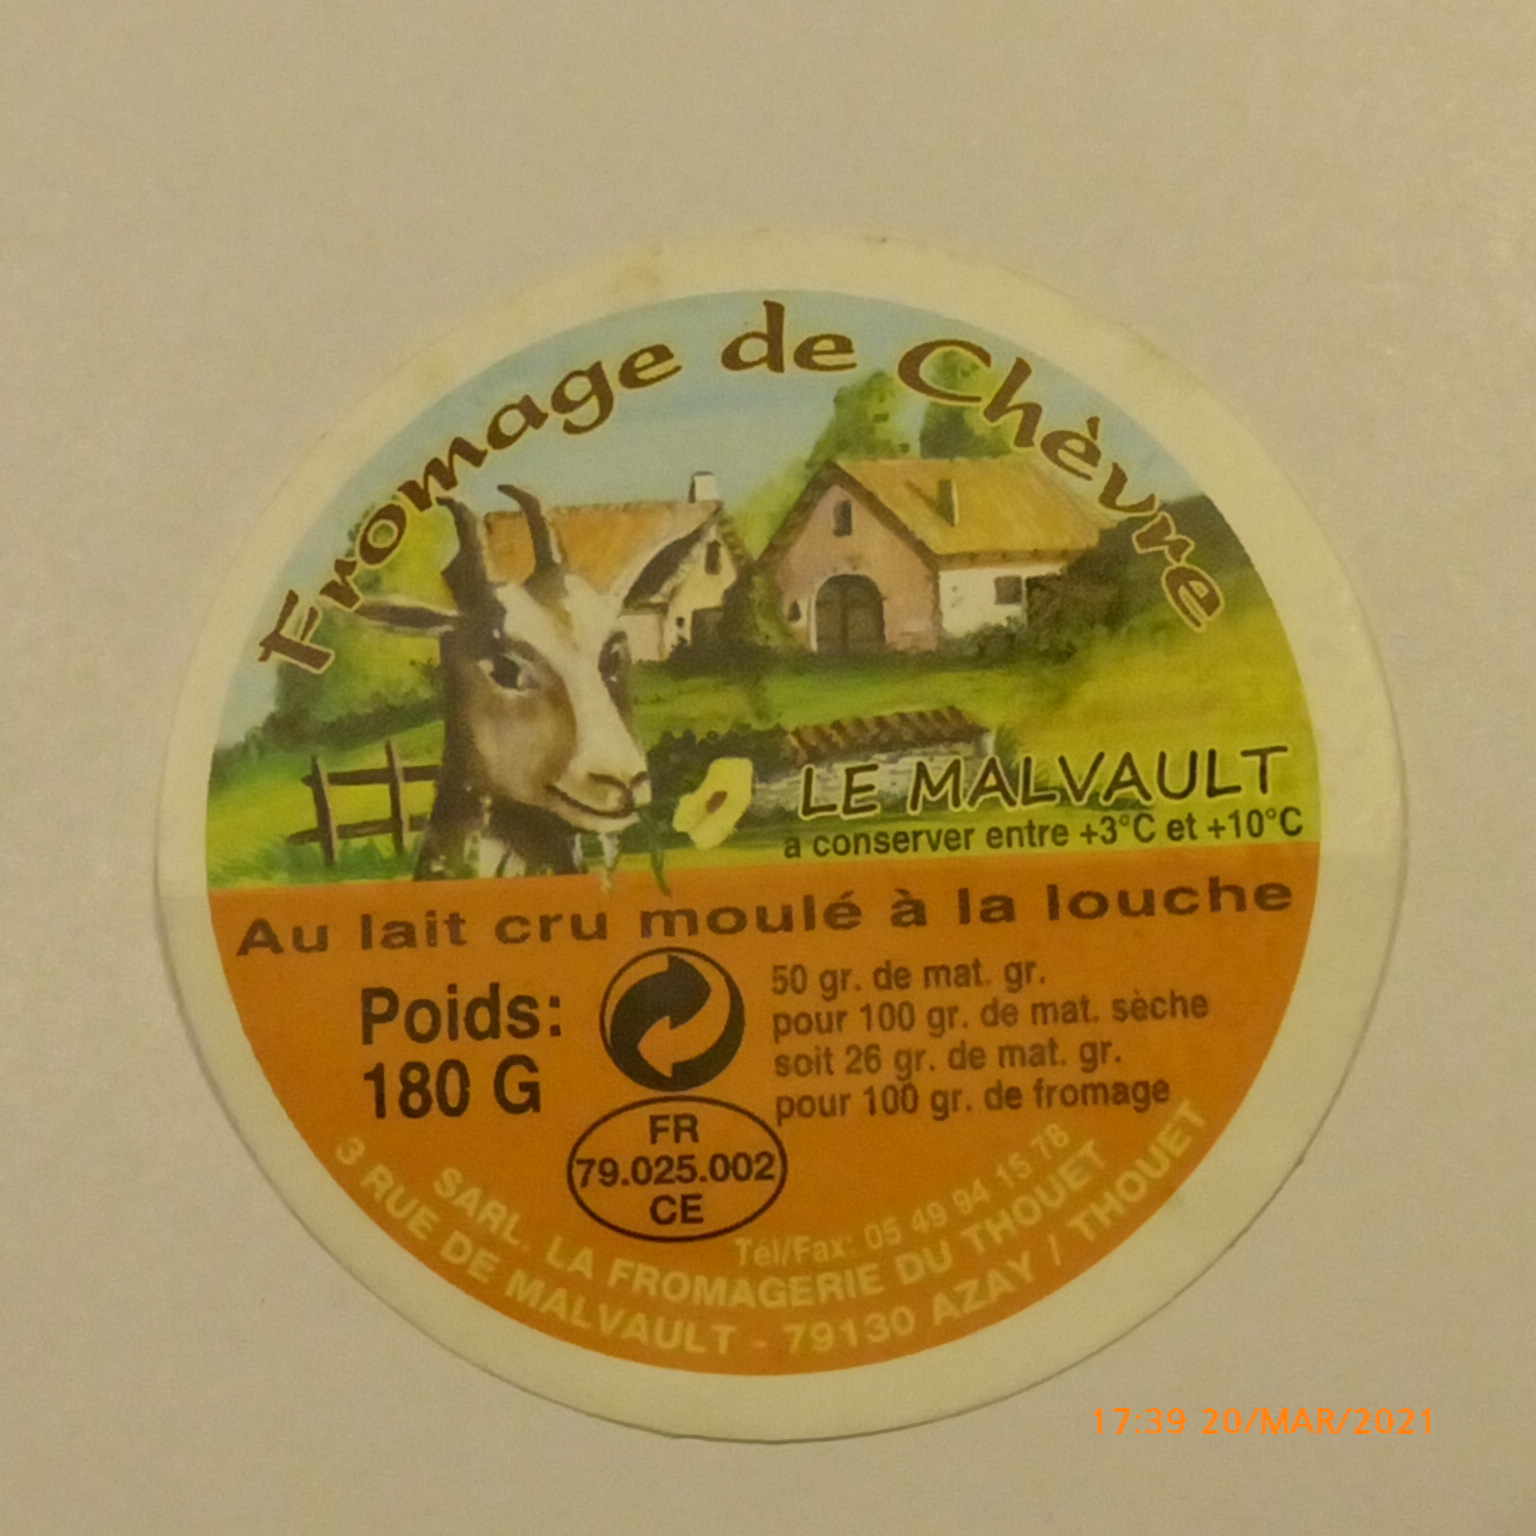 Fromage de Chèvre
LE MALVAULT
a conserver entre +3°C et +10°C
Au lait cru moulé à la louche
Poids:
180 G
50 gr. de mat. gr.
pour 100 gr. de mat. sèche
soit 26 gr. de mat. gr.
pour 100 gr. de fromage
FR
79.025.002
CE
Tél/Fax: 05 49 94 15 78
SARL. LA FROMAGERIE DU THOUET
3 RUE DE MALVAULT - 79130 AZAY / THOUET
17:39 20/MAR/2021